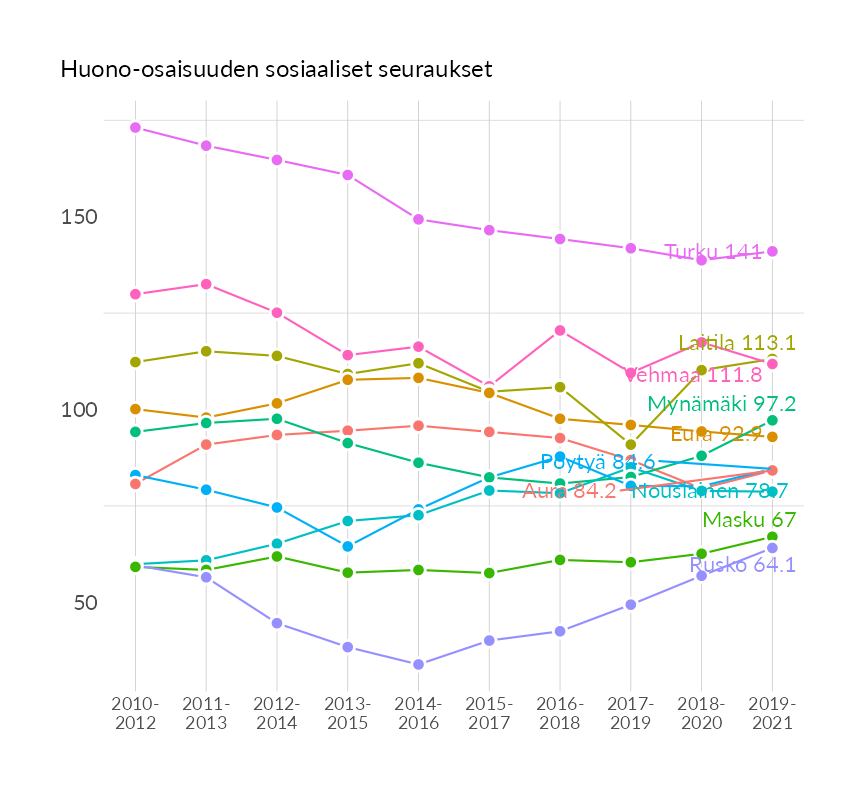 Huono-osaisuuden sosiaaliset seuraukset
150
100
50
Turku 141
Laitila 113.1
Vehmaa 111.8
Mynämäki 97.2
Eura 92.9
Pöytyä 84.6
Aura 84.2
Nousiainen 78.7
Masku 67
Rusko 64.1
2010- 2011- 2012- 2013- 2014- 2015- 2016- 2017- 2018- 2019-
2012 2013 2014 2015 2016 2017 2018 2019 2020 2021